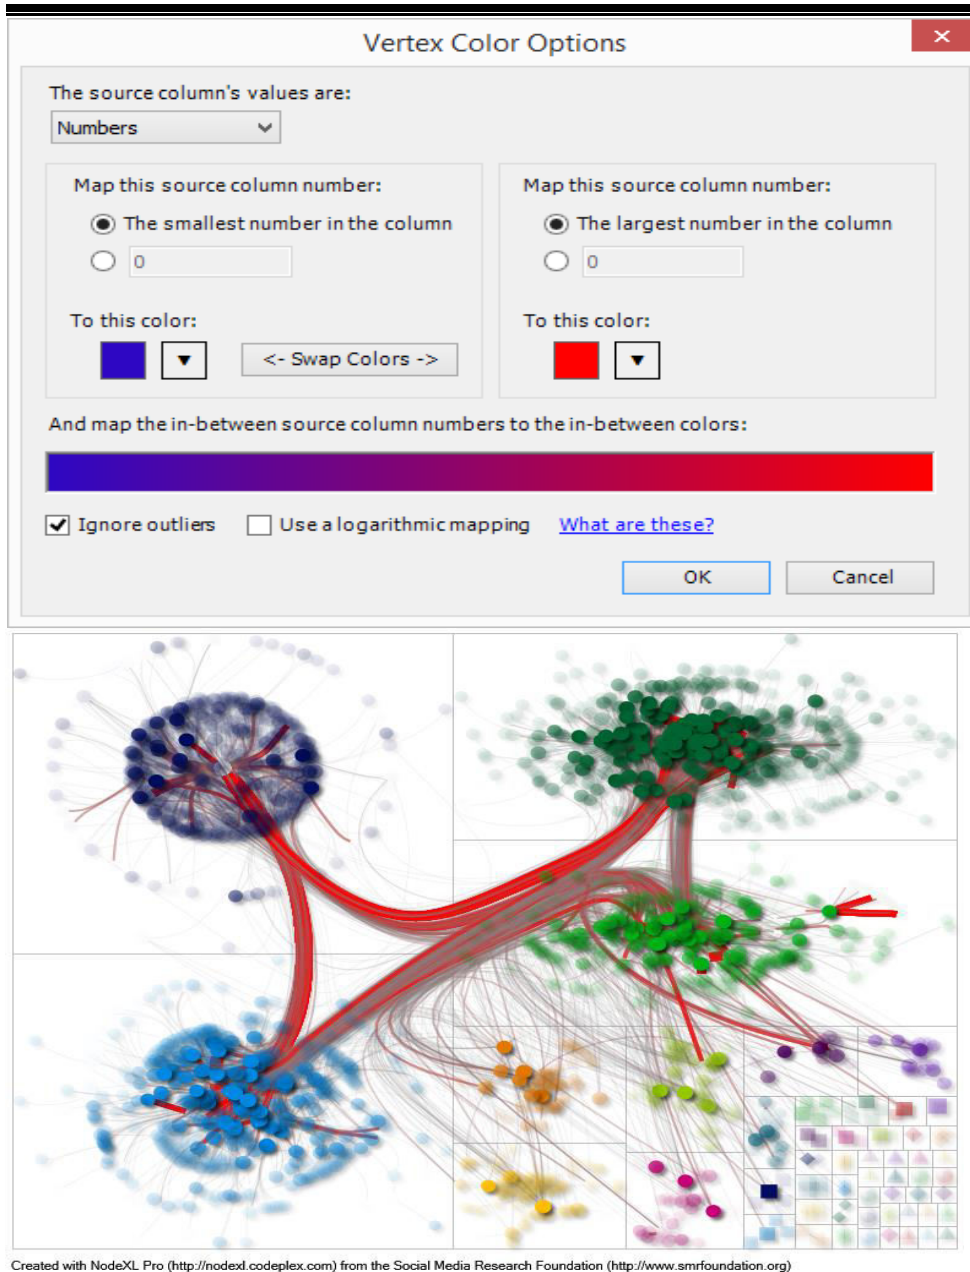 Vertex Color Options
The source column's values are:
Numbers
Map this source column number:
The smallest number in the column
0
To this color:
<- Swap Colors ->
Map this source column number:
The largest number in the column
0
To this color:
And map the in-between source column numbers to the in-between colors:
Ignore outliers
Use a logarithmic mapping
What are these?
OK
Cancel
Created with NodeXL Pro (http://nodexl.codeplex.com) from the Social Media Research Foundation (http://www.smrfoundation.org)